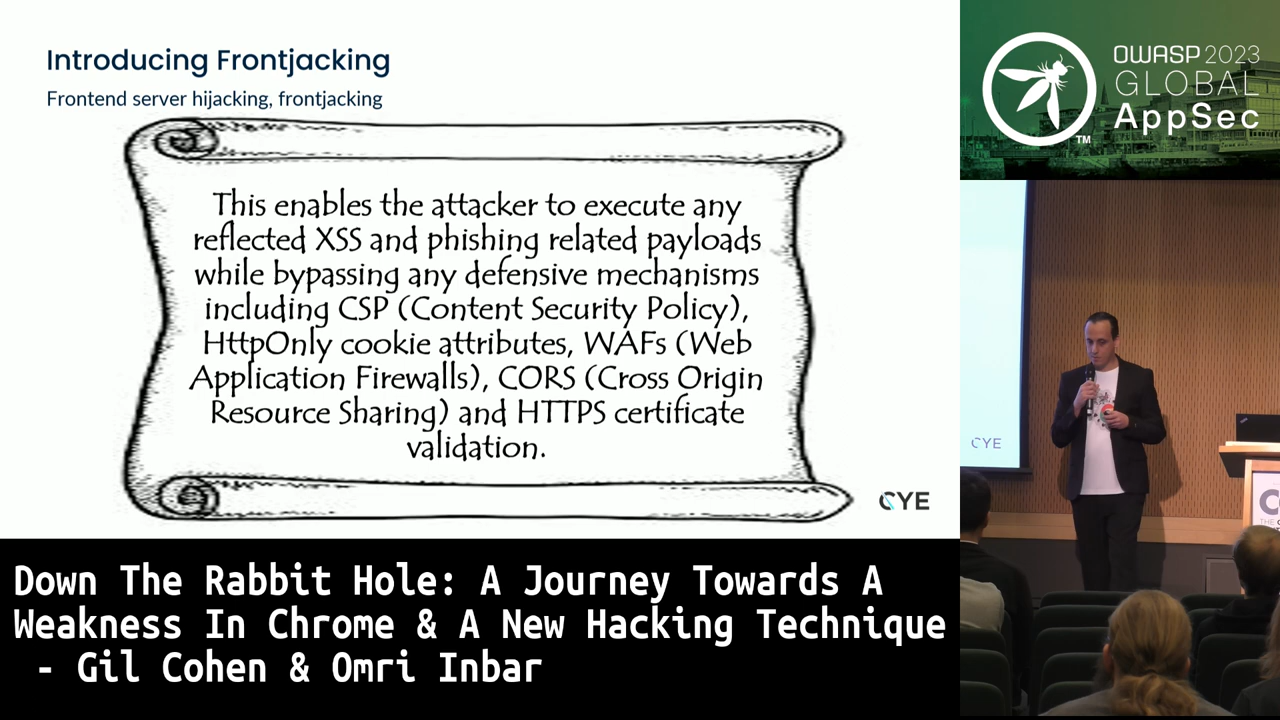 Introducing Frontjacking
Frontend server hijacking, frontjacking
This enables the attacker to execute any
reflected XSS and phishing related payloads
while bypassing any defensive mechanisms
including CSP (Content Security Policy),
HttpOnly cookie attributes, WAFs (Web
Application Firewalls), CORS (Cross Origin
Resource Sharing) and HTTPS certificate
validation.
CYE
Down The Rabbit Hole: A Journey Towards A
Weakness In Chrome & A New Hacking Technique
- Gil Cohen & Omri Inbar
OWASP 2023
GLOBAL
AppSec
TM
CYE